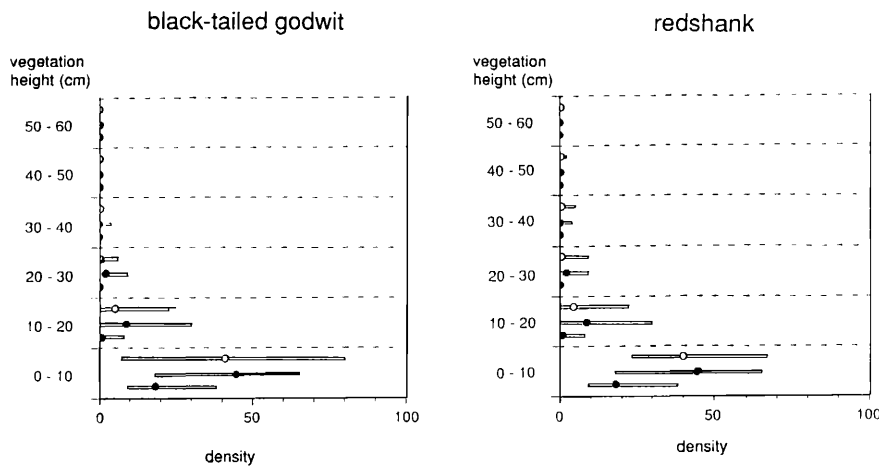 black-tailed godwit
vegetation
height (cm)
50 - 60
40 - 50
30 - 40
20 - 30
10 - 20
0 - 10
0
50
100
density
redshank
vegetation
height (cm)
50 - 60
40 - 50
30 - 40
20 - 30
10 - 20
0 - 10
0
50
100
density